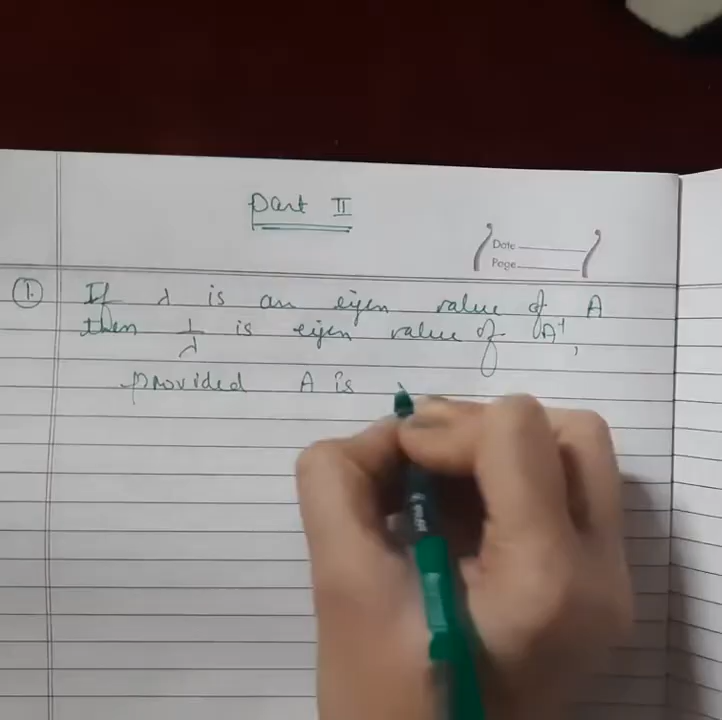 Part II
Date
Page
1. If λ is an eigen value of A
then 1/λ is eigen value of A⁻¹,
provided A is